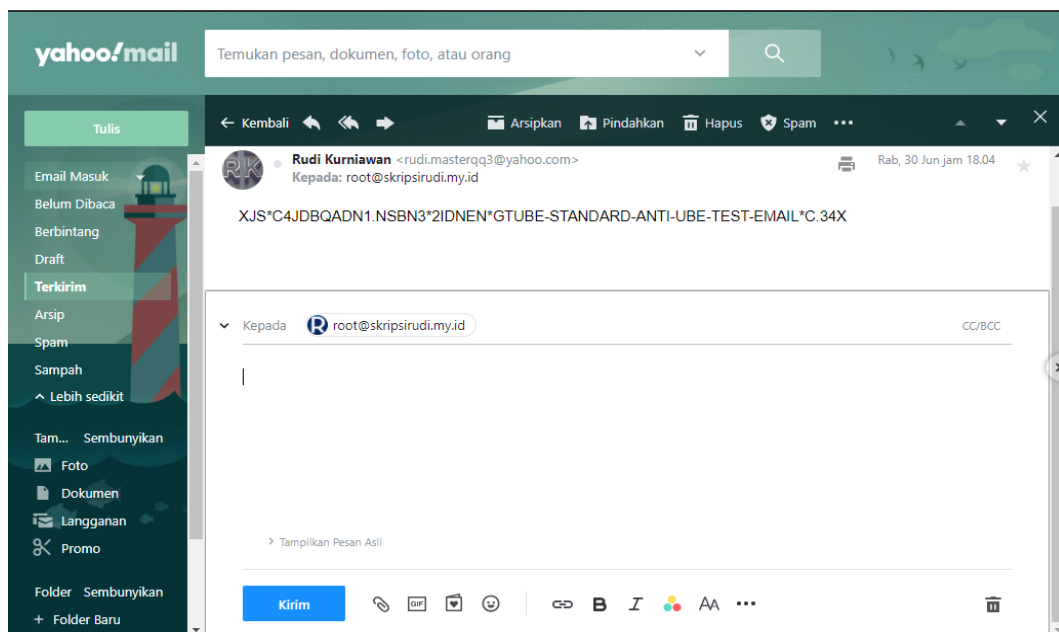 yahoo!mail
Temukan pesan, dokumen, foto, atau orang
Tulis
Kembali Arsipkan Pindahkan Hapus Spam
Email Masuk
Belum Dibaca
Berbintang
Draft
Terkirim
Arsip
Spam
Sampah
Lebih sedikit
Tam... Sembunyikan
Foto
Dokumen
Langganan
Promo
Folder Sembunyikan
+ Folder Baru
RK
Rudi Kurniawan <rudi.masterqq3@yahoo.com> Rab, 30 Jun jam 18.04
Kepada: root@skripsirudi.my.id
XJS*C4JDBQADN1.NSBN3*2IDNEN*GTUBE-STANDARD-ANTI-UBE-TEST-EMAIL*C.34X
Kepada R root@skripsirudi.my.id CC/BCC
> Tampilkan Pesan Asli
Kirim GIF B I AA